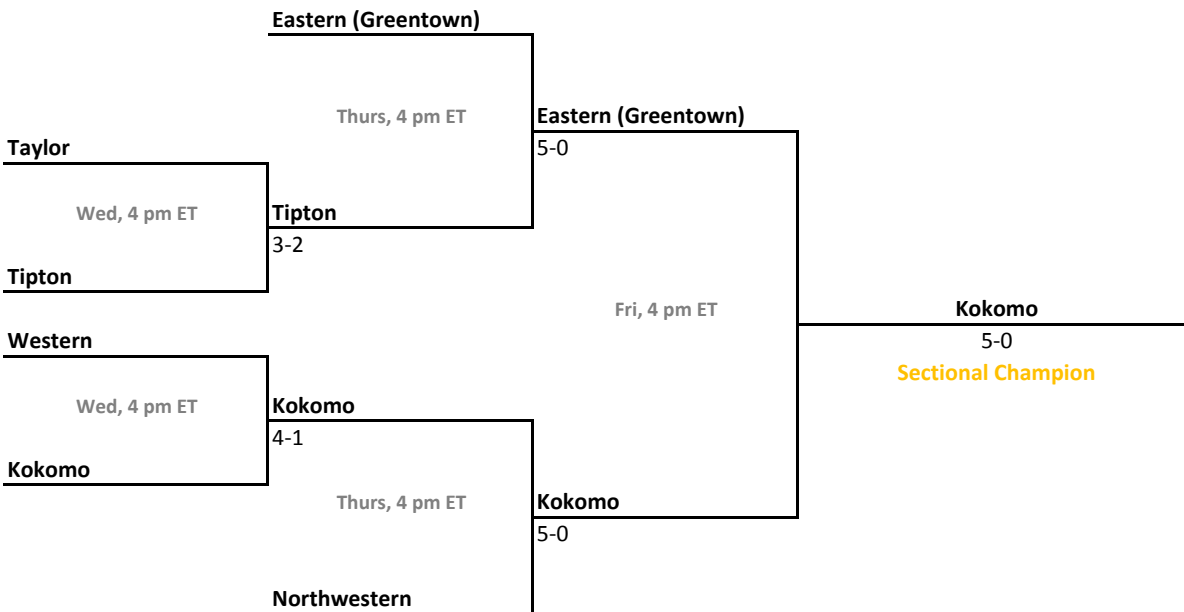 Eastern (Greentown)
Thurs, 4 pm ET
Eastern (Greentown)
5-0
Taylor
Wed, 4 pm ET
Tipton
3-2
Tipton
Fri, 4 pm ET
Kokomo
5-0
Sectional Champion
Western
Wed, 4 pm ET
Kokomo
4-1
Kokomo
Thurs, 4 pm ET
Kokomo
5-0
Northwestern